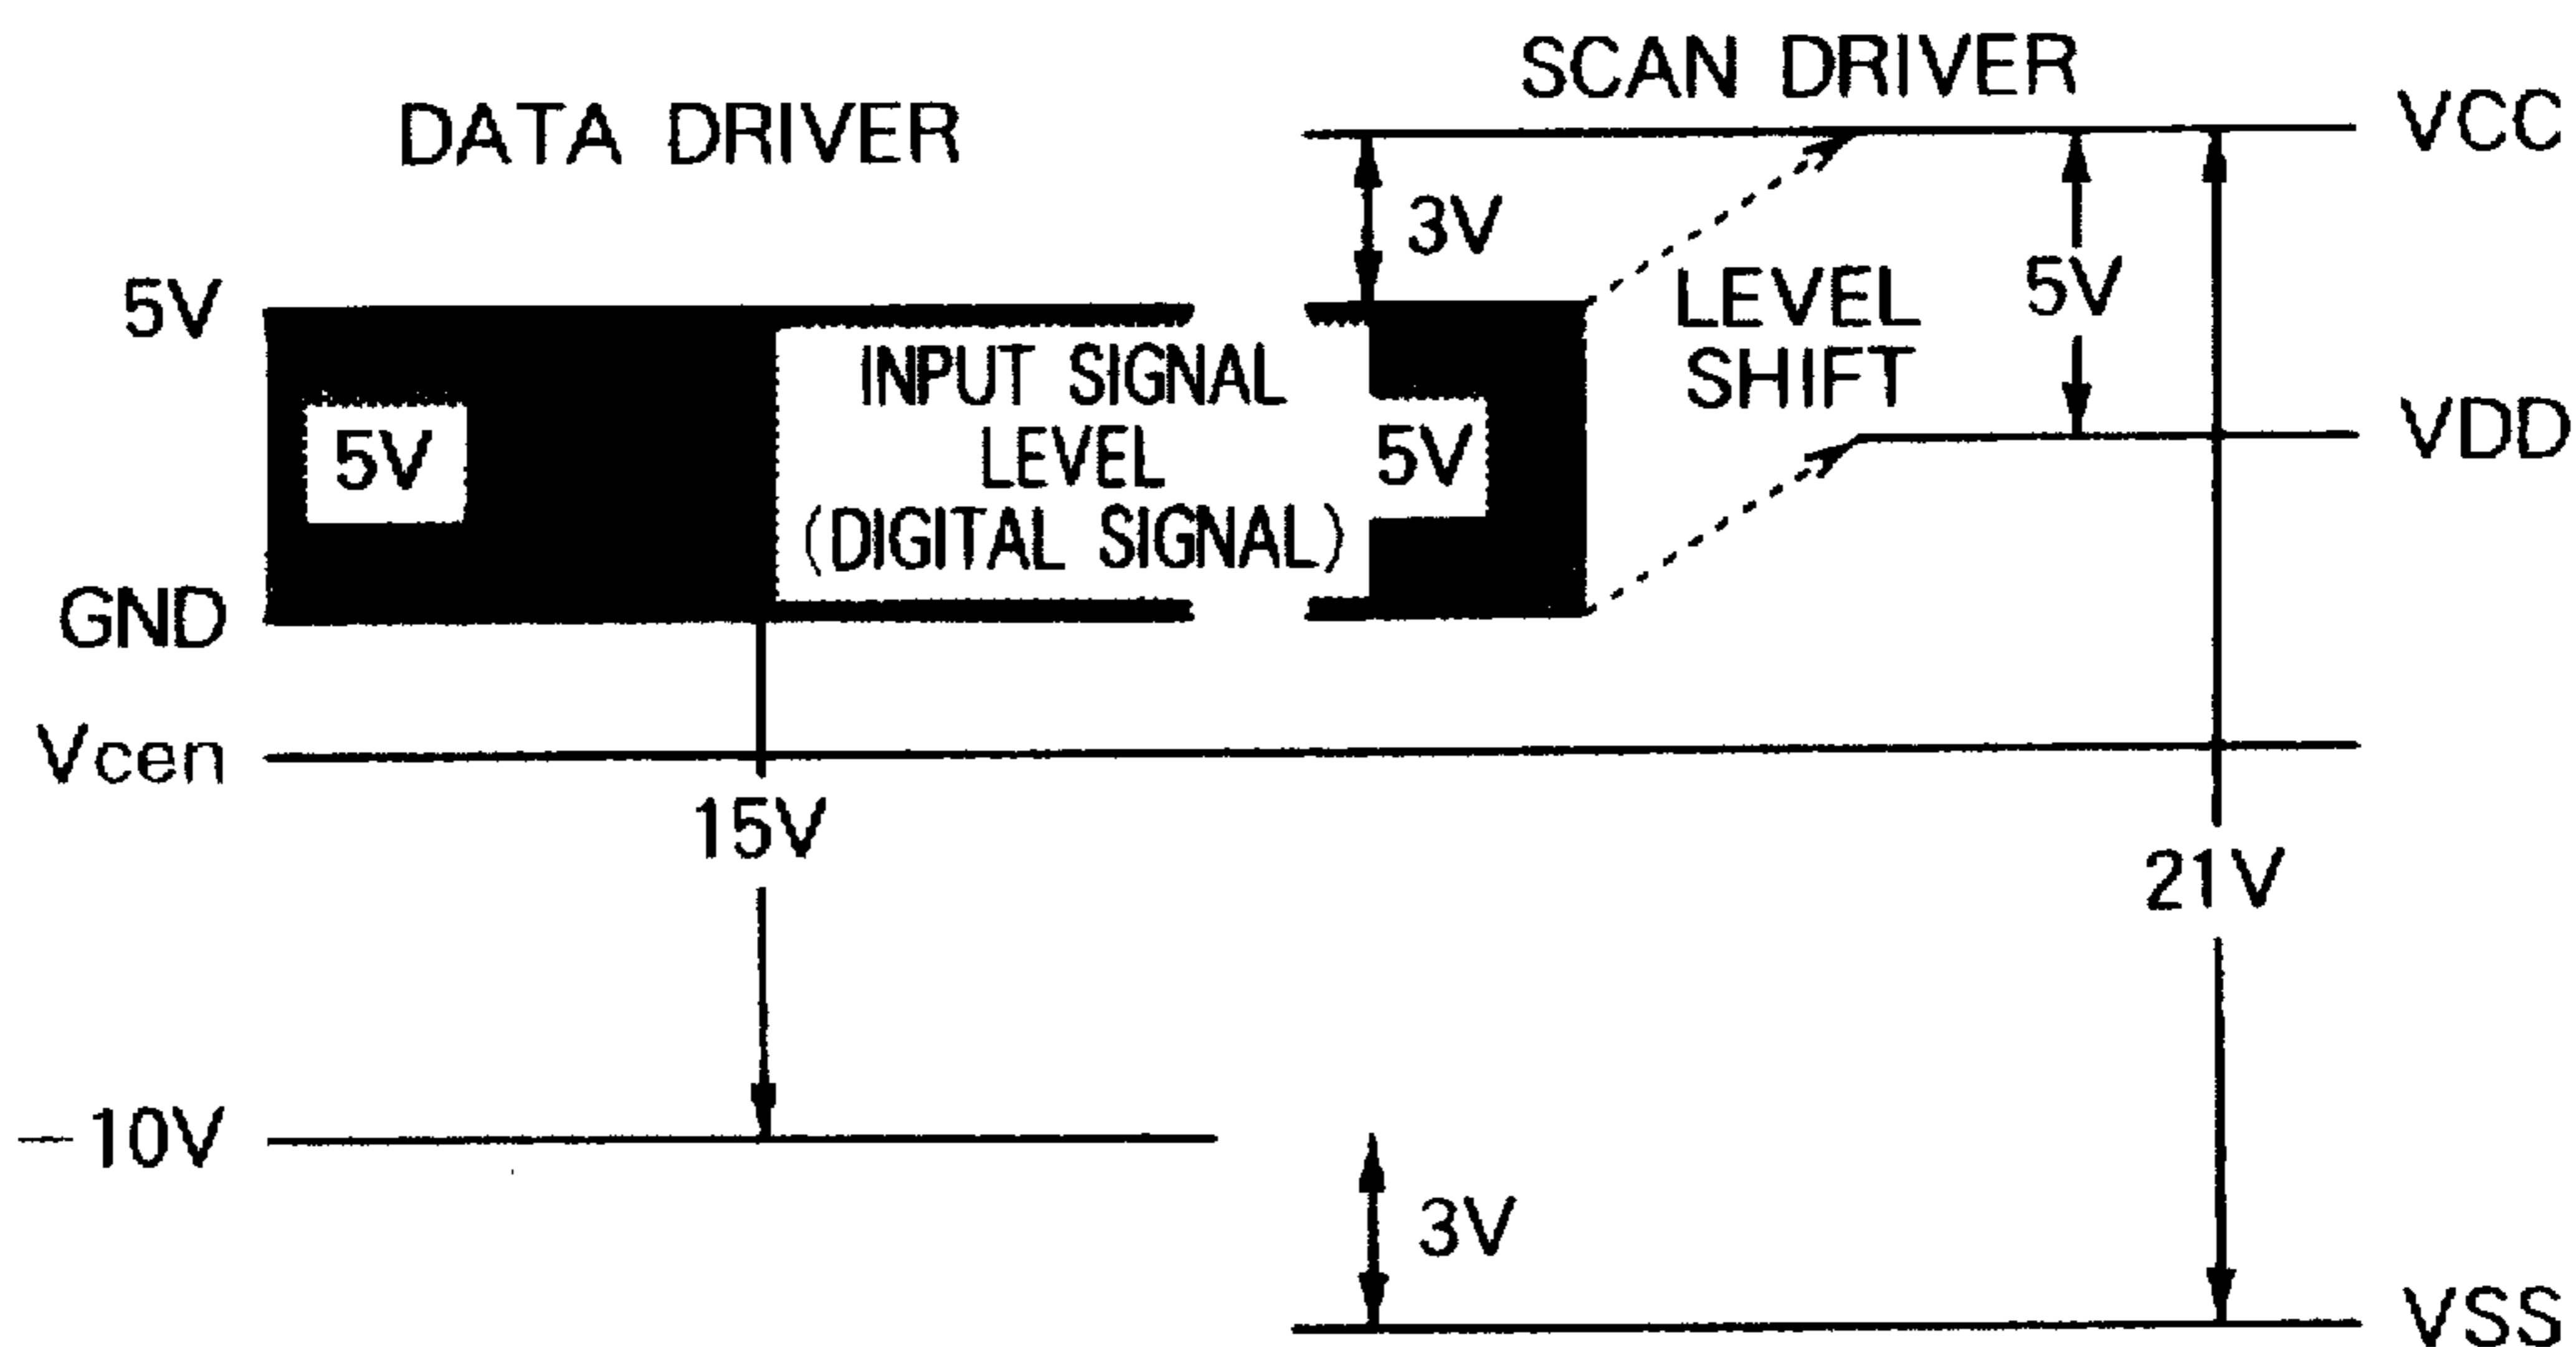 SCAN DRIVER
DATA DRIVER
VCC
3V
5V
LEVEL
SHIFT
5V
INPUT SIGNAL
LEVEL
(DIGITAL SIGNAL)
5V
5V
VDD
GND
Vcen
15V
21V
-10V
3V
VSS